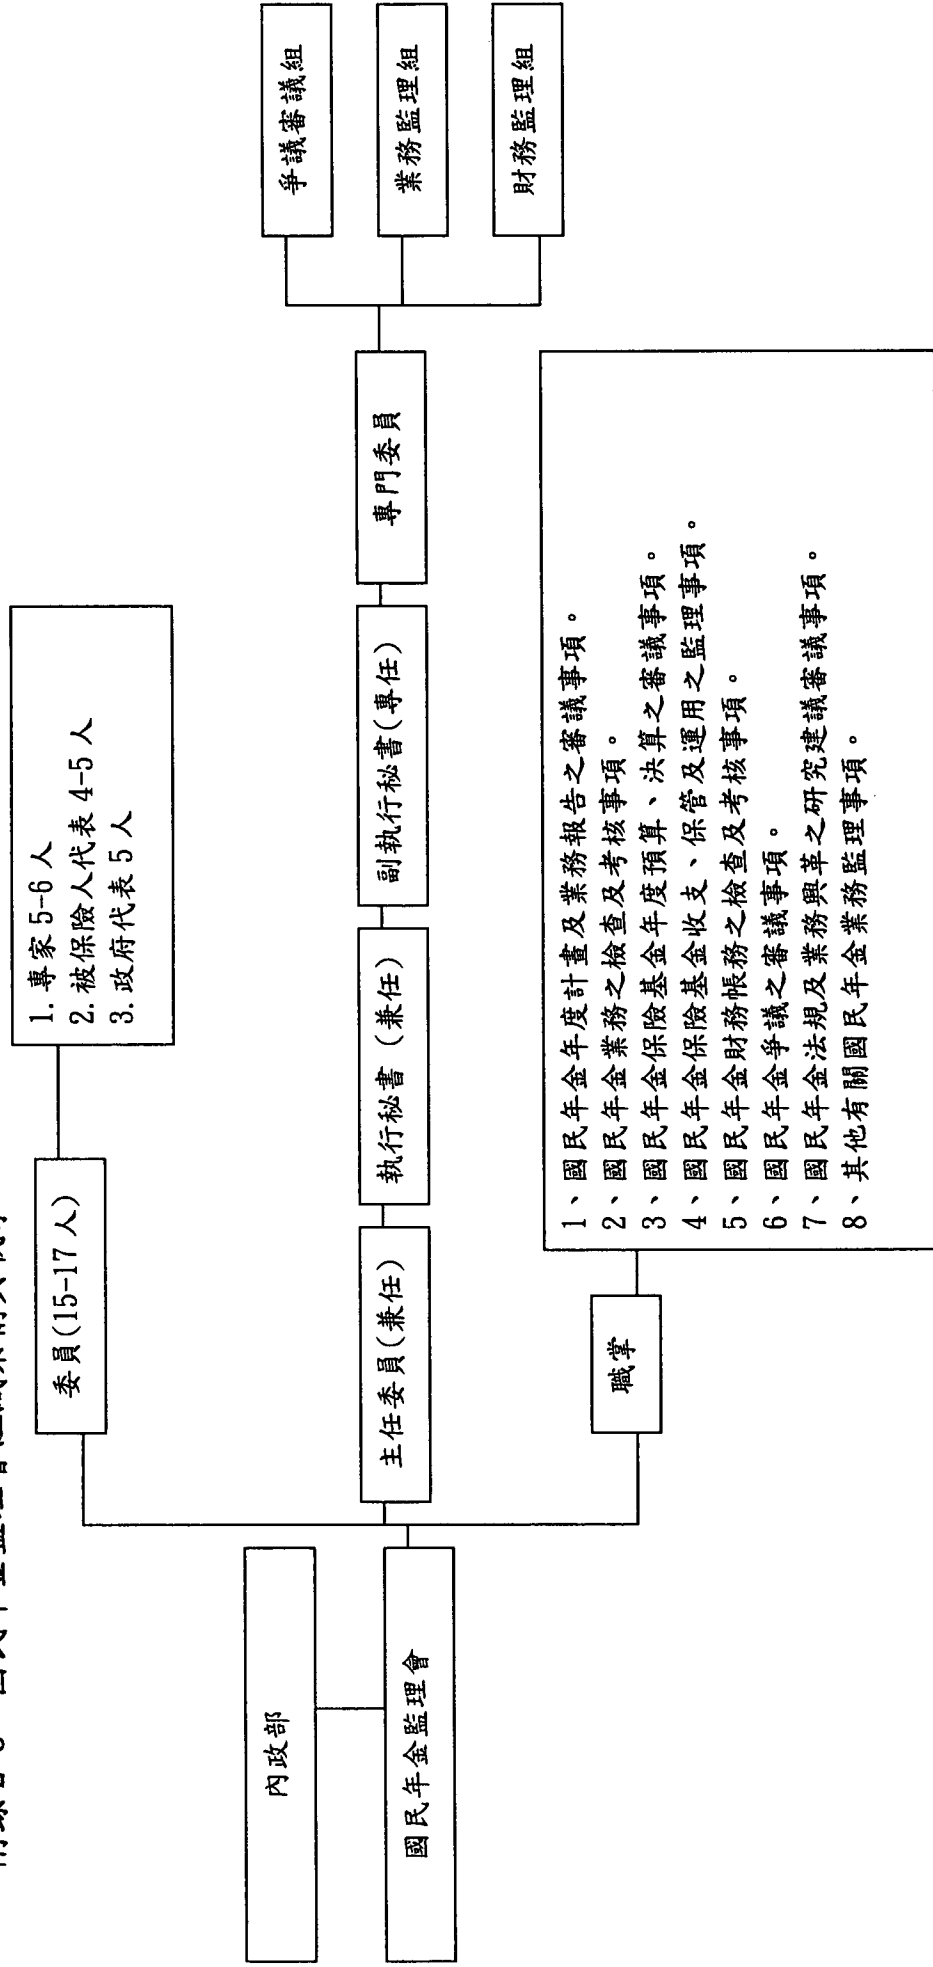 內政部
國民年金監理會
委員(15-17人)
1.專家5-6人
2.被保險人代表4-5人
3.政府代表5人
主任委員(兼任)
執行秘書(兼任)
副執行秘書(專任)
專門委員
爭議審議組
業務監理組
財務監理組
職掌
1、國民年金年度計畫及業務報告之審議事項。
2、國民年金業務之檢查及考核事項。
3、國民年金保險基金年度預算、決算之審議事項。
4、國民年金保險基金收支、保管及運用之監理事項。
5、國民年金財務帳務之檢查及考核事項。
6、國民年金爭議之審議事項。
7、國民年金法規及業務興革之研究建議審議事項。
8、其他有關國民年金業務監理事項。